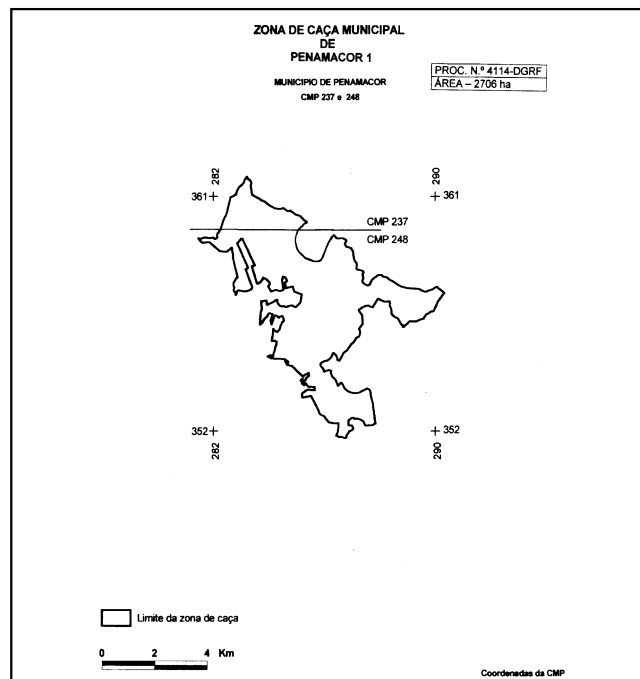 ZONA DE CAÇA MUNICIPAL
DE
PENAMACOR 1
MUNICIPIO DE PENAMACOR
CMP 237 e 248
PROC. N.º 4114-DGRF
ÁREA – 2706 ha
282
290
361
361
CMP 237
CMP 248
352
352
282
290
Limite da zona de caça
0 2 4 Km
Coordenadas da CMP